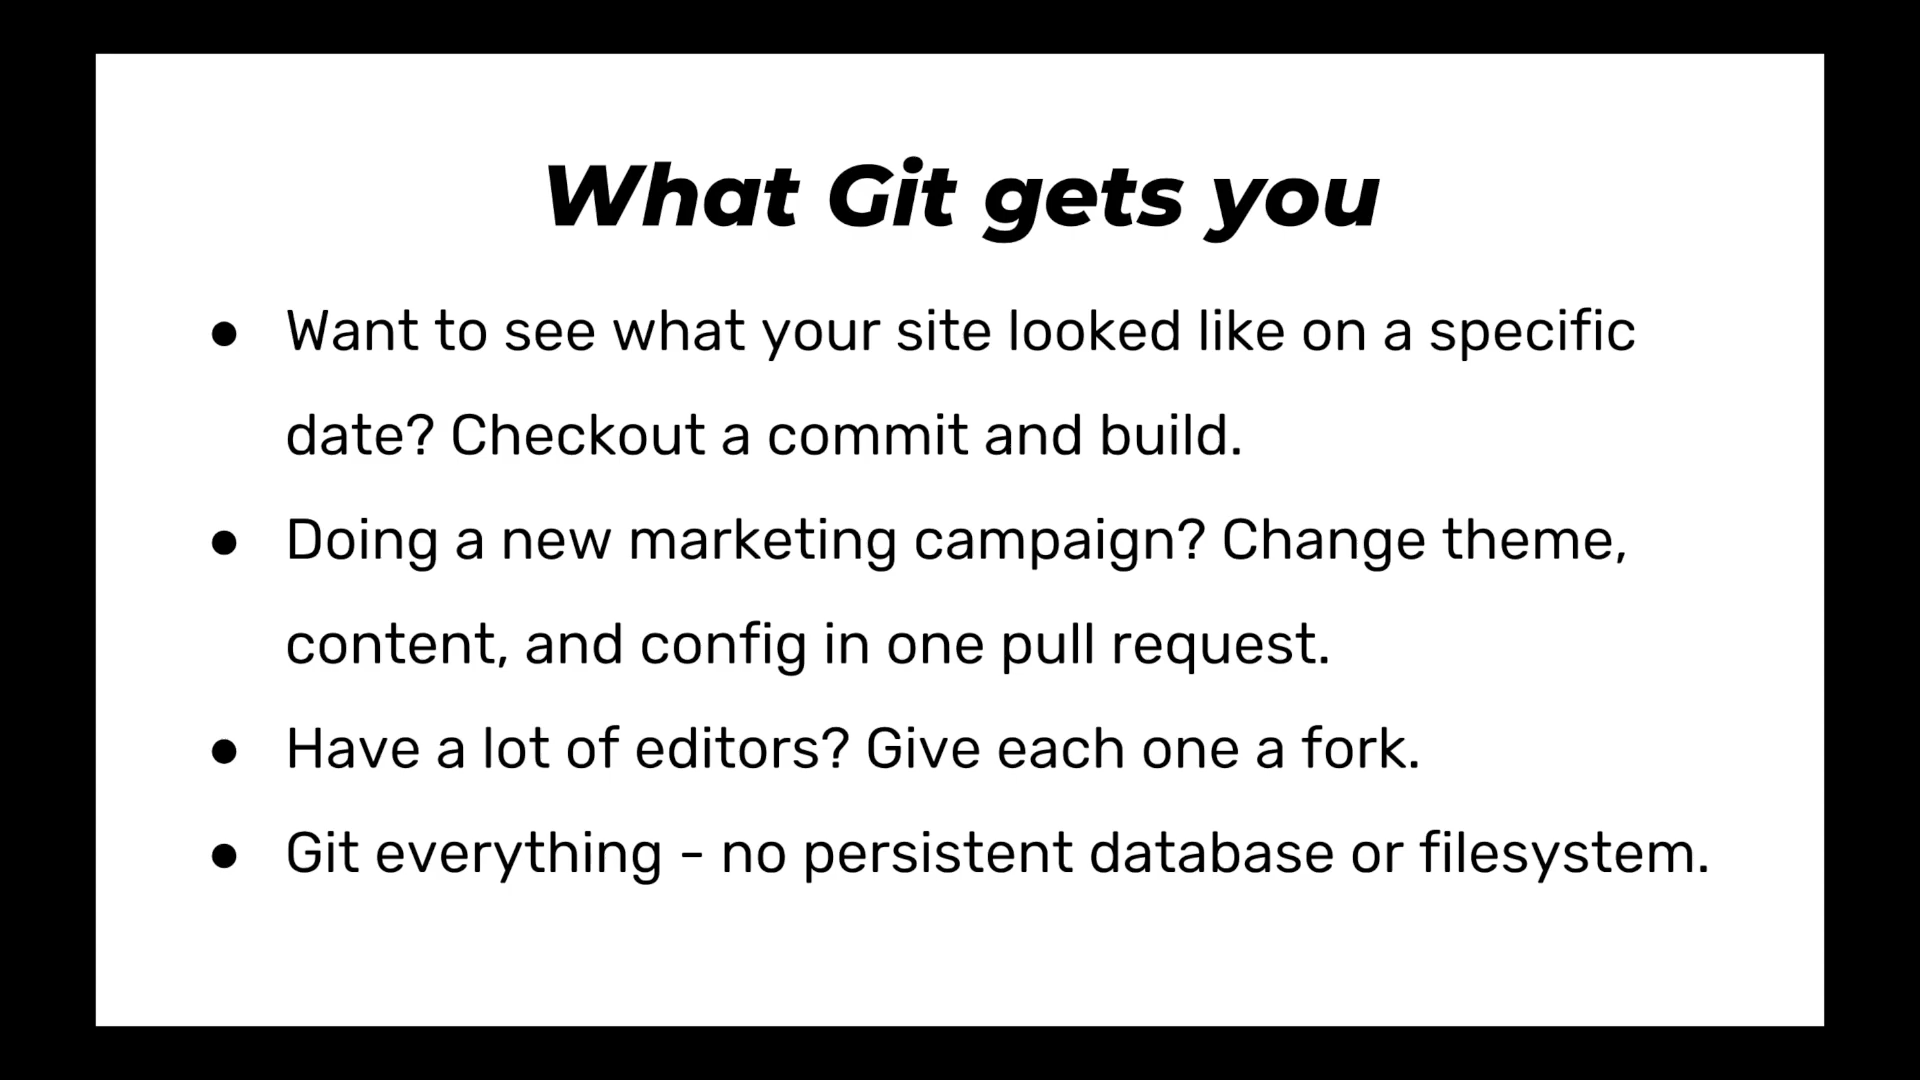 What Git gets you
● Want to see what your site looked like on a specific
date? Checkout a commit and build.
● Doing a new marketing campaign? Change theme,
content, and config in one pull request.
● Have a lot of editors? Give each one a fork.
● Git everything - no persistent database or filesystem.